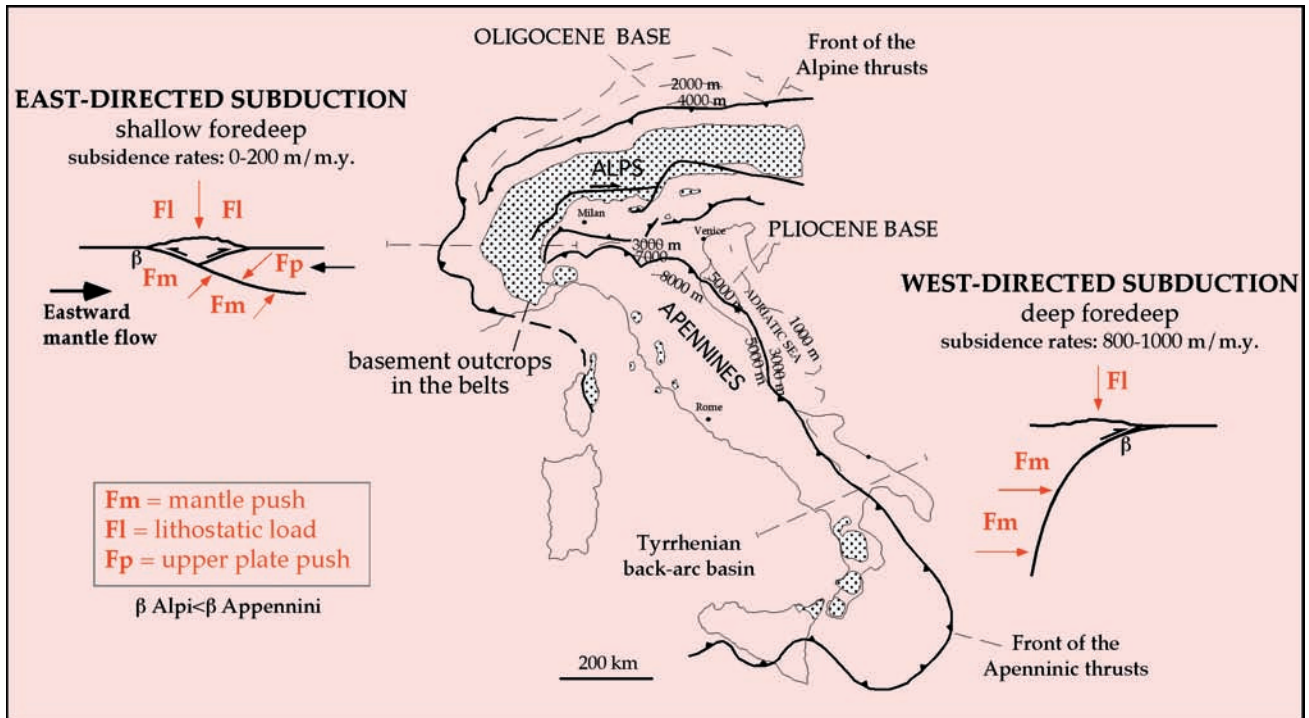 OLIGOCENE BASE
Front of the
Alpine thrusts
2000 m
4000 m
EAST-DIRECTED SUBDUCTION
shallow foredeep
subsidence rates: 0-200 m/m.y.
Fl Fl
β
Fm
Fp
Fm
Eastward
mantle flow
ALPS
Milan
Venice
PLIOCENE BASE
3000 m
7000
8000 m
5000 m
ADRIATIC SEA
1000 m
APENNINES
5000 m
3000 m
Rome
basement outcrops
in the belts
WEST-DIRECTED SUBDUCTION
deep foredeep
subsidence rates: 800-1000 m/m.y.
Fl
β
Fm
Fm
Fm = mantle push
Fl = lithostatic load
Fp = upper plate push
β Alpi<β Appennini
Tyrrhenian
back-arc basin
200 km
Front of the
Apenninic thrusts